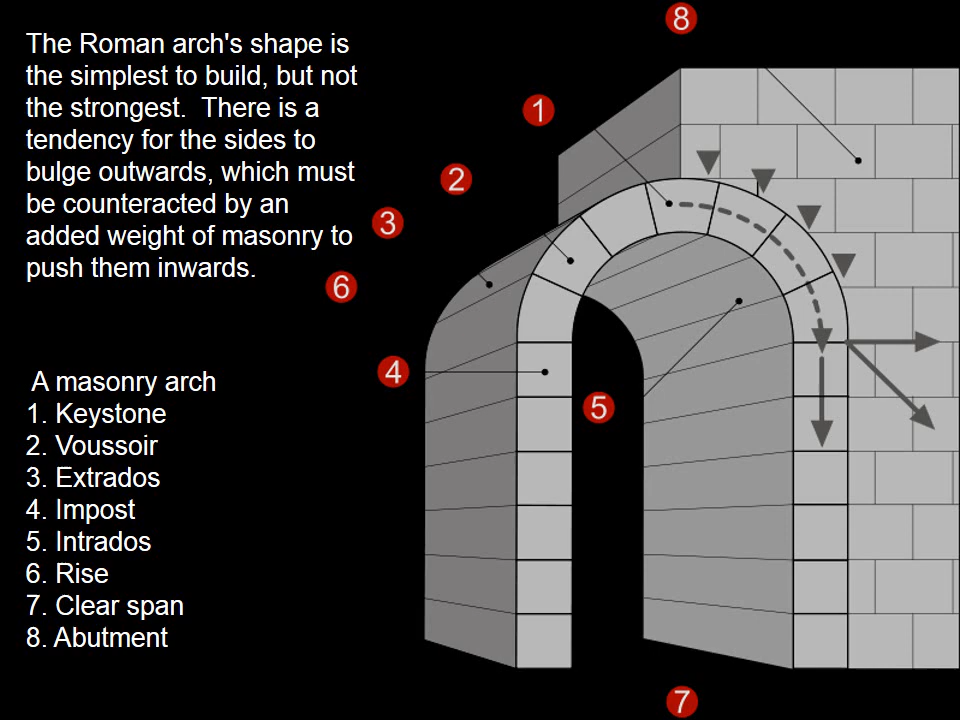 The Roman arch's shape is
the simplest to build, but not
the strongest.  There is a
tendency for the sides to
bulge outwards, which must
be counteracted by an
added weight of masonry to
push them inwards.
A masonry arch
1. Keystone
2. Voussoir
3. Extrados
4. Impost
5. Intrados
6. Rise
7. Clear span
8. Abutment
8
1
2
3
6
4
5
7